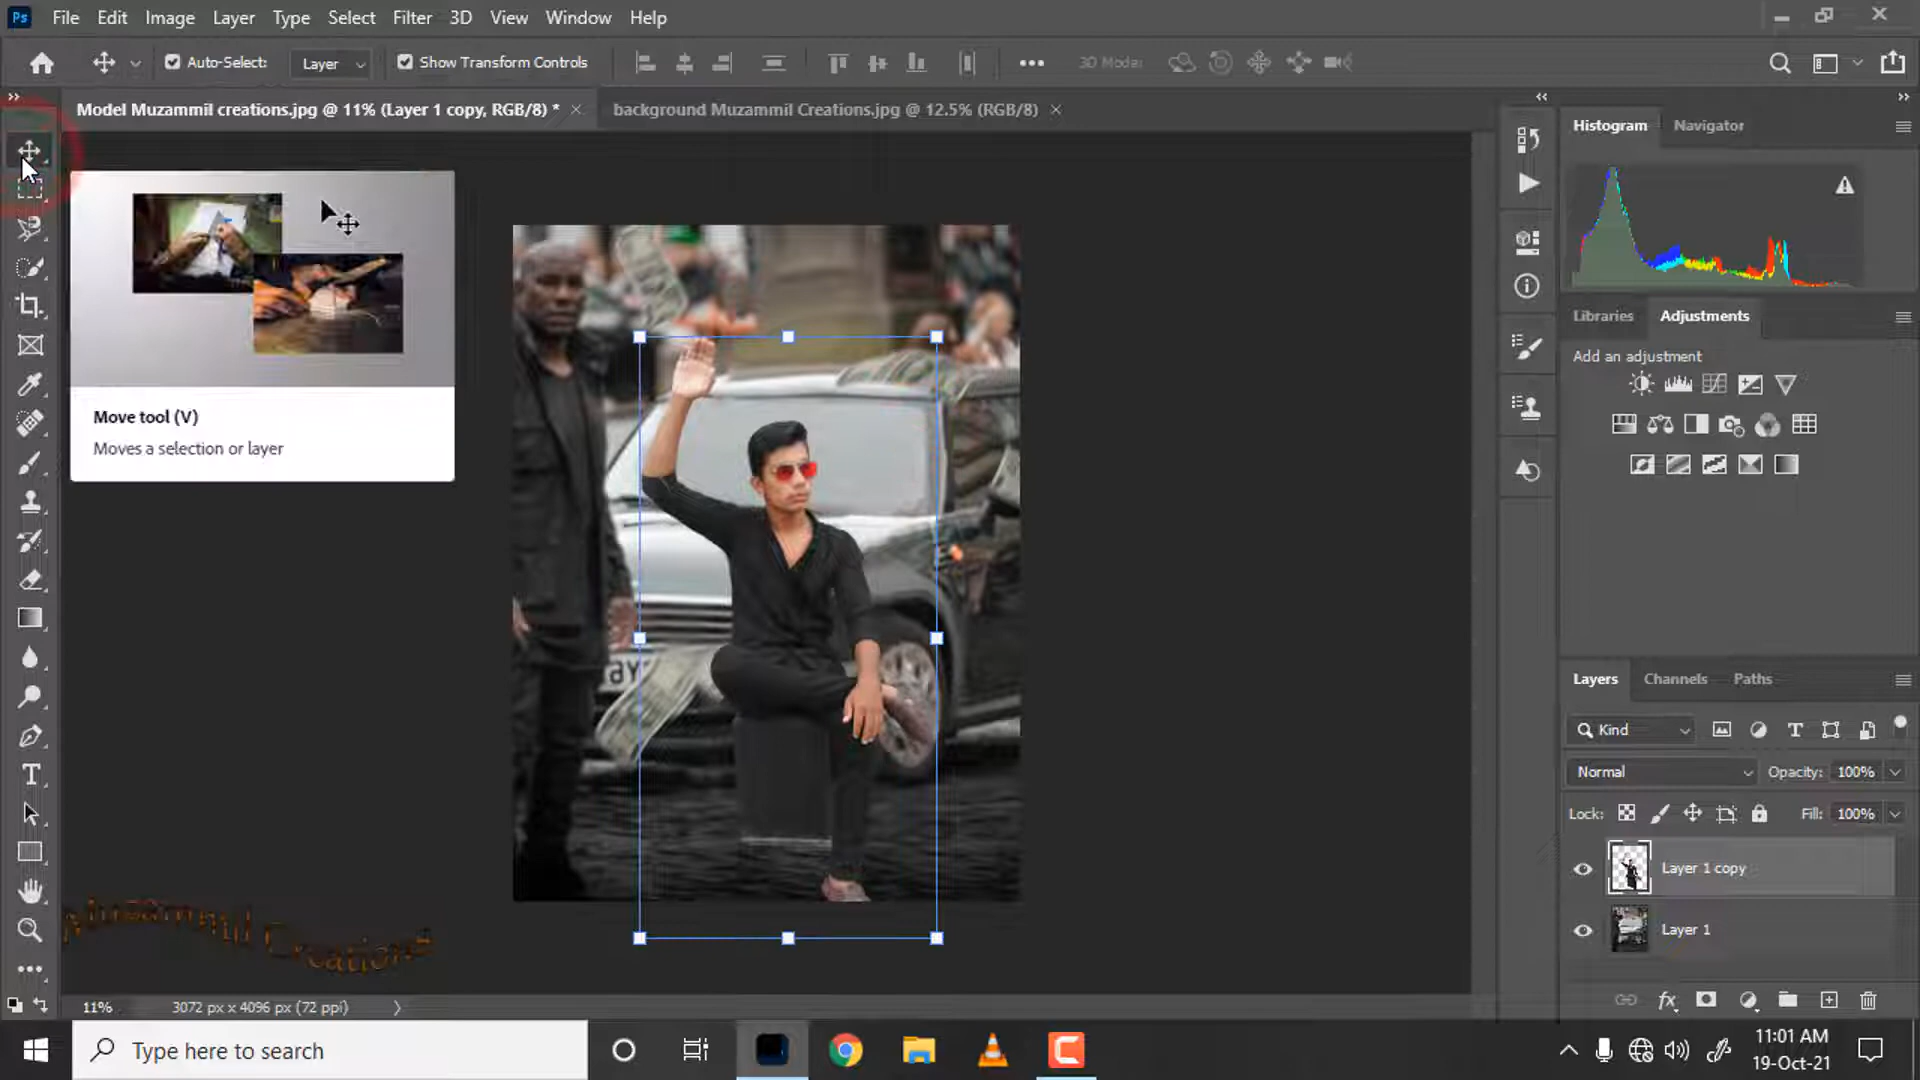 Ps File Edit Image Layer Type Select Filter 3D View Window Help
Auto-Select: Layer Show Transform Controls 3D Mode:
Model Muzammil creations.jpg @ 11% (Layer 1 copy, RGB/8) * background Muzammil Creations.jpg @ 12.5% (RGB/8)
Histogram Navigator
Move tool (V)
Moves a selection or layer
Libraries Adjustments
Add an adjustment
Layers Channels Paths
Kind
Normal Opacity: 100%
Lock: Fill: 100%
Layer 1 copy
Layer 1
Muzammil Creations
11% 3072 px x 4096 px (72 ppi)
Type here to search
11:01 AM
19-Oct-21